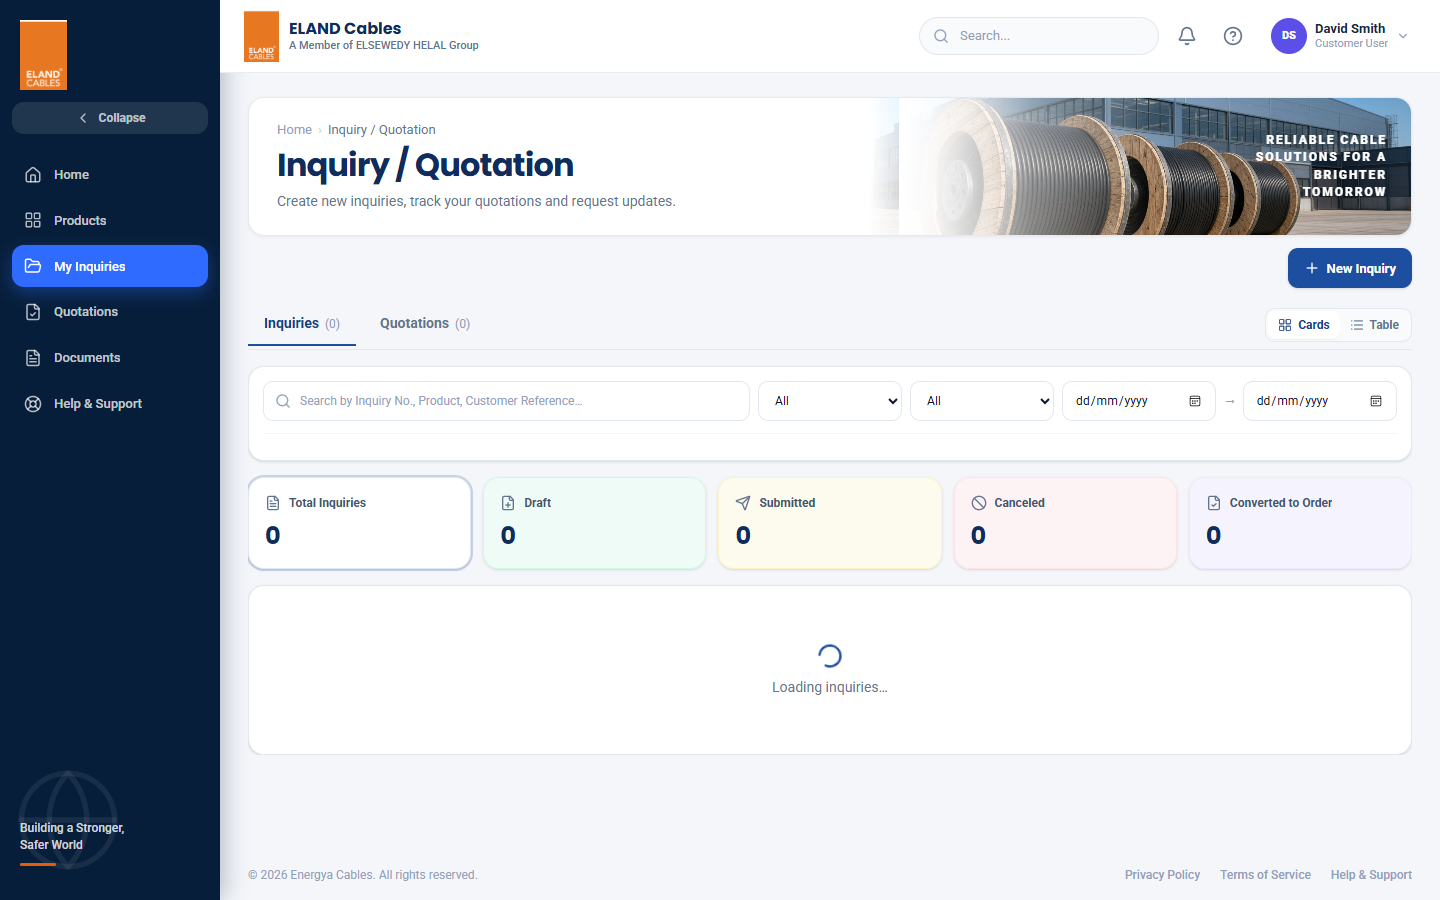 ELAND
CABLES
Collapse
Home
Products
My Inquiries
Quotations
Documents
Help & Support
Building a Stronger,
Safer World
ELAND
CABLES
ELAND Cables
A Member of ELSEWEDY HELAL Group
Search...
DS
David Smith
Customer User
Home › Inquiry / Quotation
Inquiry / Quotation
Create new inquiries, track your quotations and request updates.
RELIABLE CABLE
SOLUTIONS FOR A
BRIGHTER
TOMORROW
New Inquiry
Inquiries (0)
Quotations (0)
Cards
Table
Search by Inquiry No., Product, Customer Reference...
All
All
dd/mm/yyyy
→
dd/mm/yyyy
Total Inquiries
0
Draft
0
Submitted
0
Canceled
0
Converted to Order
0
Loading inquiries...
© 2026 Energya Cables. All rights reserved.
Privacy Policy
Terms of Service
Help & Support